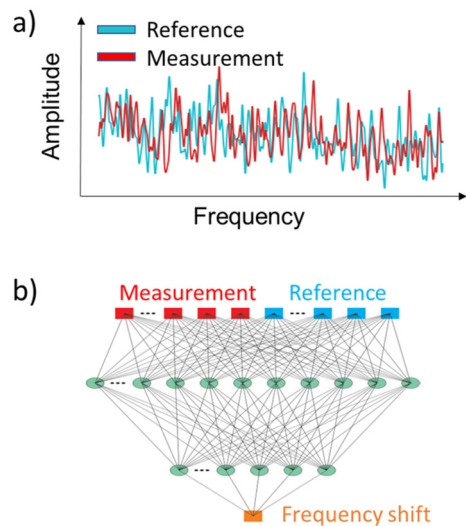 a)
Reference
Measurement
Amplitude
Frequency
b)
Measurement Reference
Frequency shift